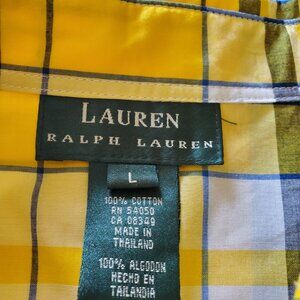 LAUREN
RALPH LAUREN
L
100% COTTON
RN 54050
CA 08349
MADE IN
THAILAND
100% ALGODON
HECHO EN
TAILANDIA